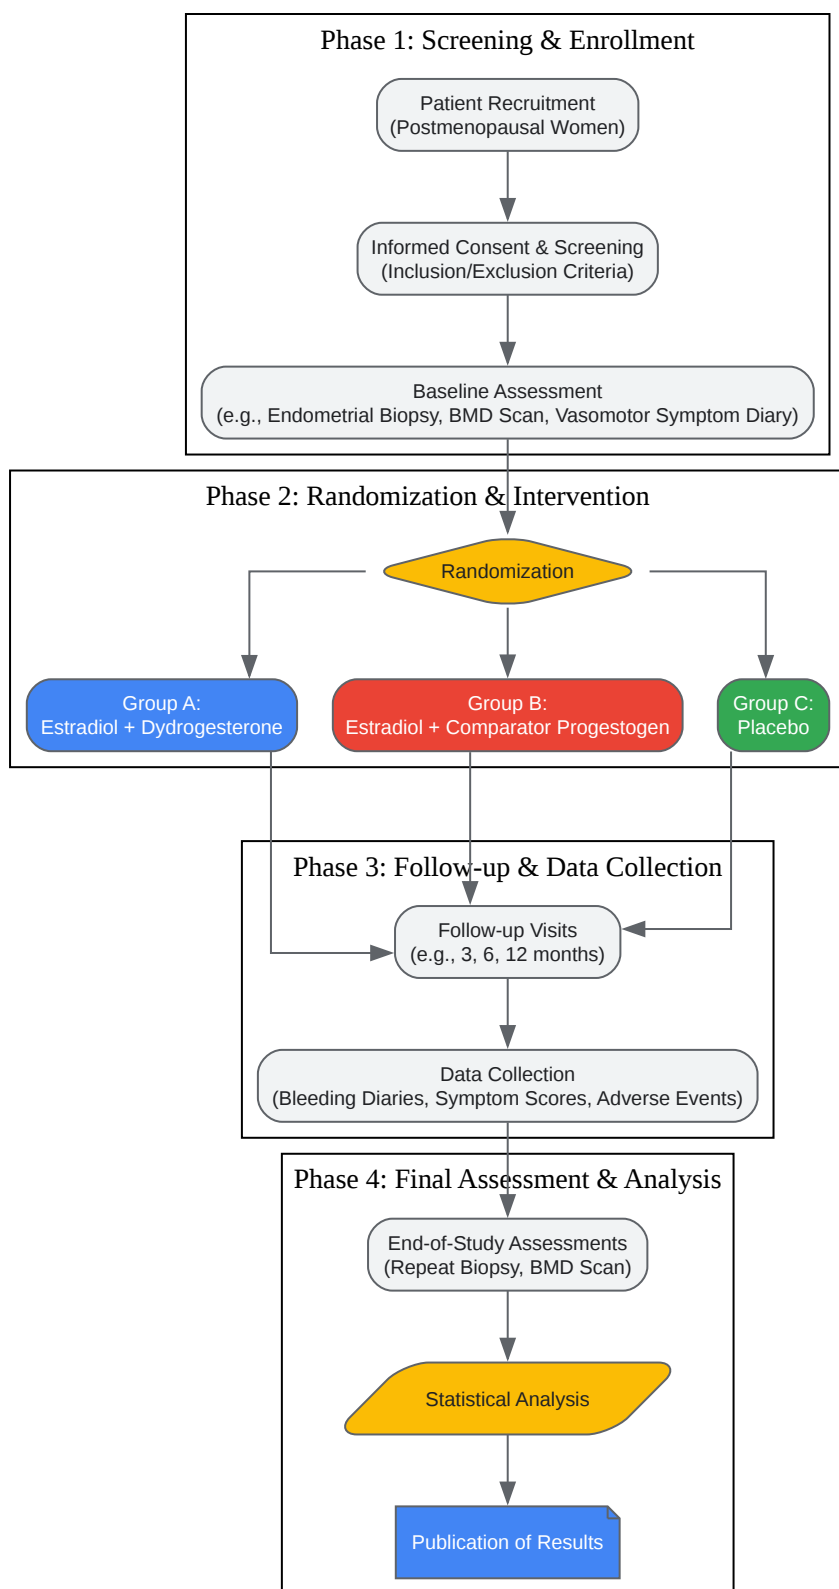 Phase 1: Screening & Enrollment
Patient Recruitment
(Postmenopausal Women)
Informed Consent & Screening
(Inclusion/Exclusion Criteria)
Baseline Assessment
(e.g., Endometrial Biopsy, BMD Scan, Vasomotor Symptom Diary)
Phase 2: Randomization & Intervention
Randomization
Group A:
Estradiol + Dydrogesterone
Group B:
Estradiol + Comparator Progestogen
Group C:
Placebo
Phase 3: Follow-up & Data Collection
Follow-up Visits
(e.g., 3, 6, 12 months)
Data Collection
(Bleeding Diaries, Symptom Scores, Adverse Events)
Phase 4: Final Assessment & Analysis
End-of-Study Assessments
(Repeat Biopsy, BMD Scan)
Statistical Analysis
Publication of Results